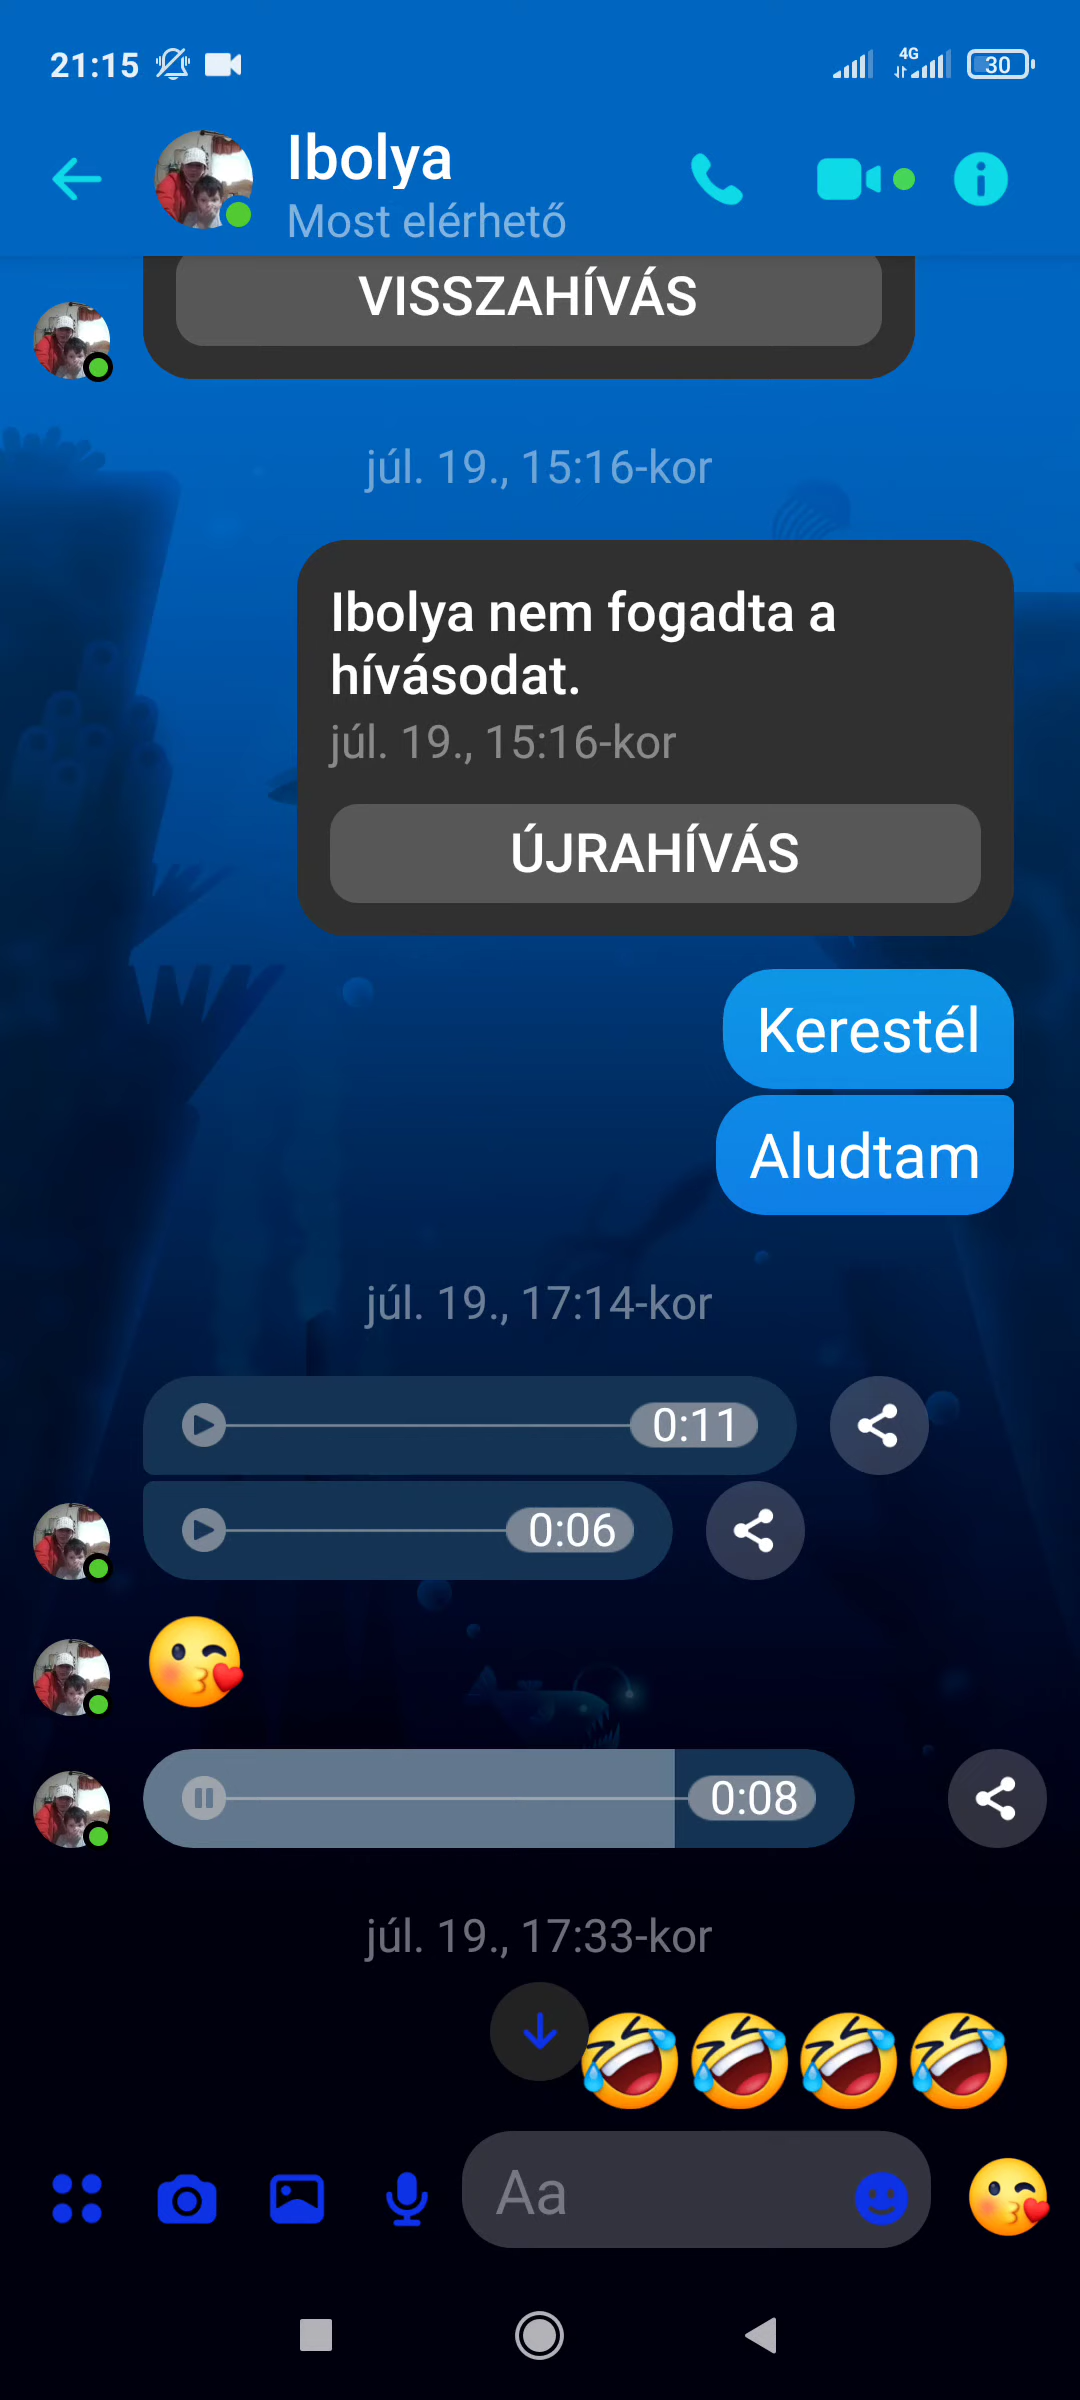 21:15
4G
30
Ibolya
Most elérhető
VISSZAHÍVÁS
júl. 19., 15:16-kor
Ibolya nem fogadta a
hívásodat.
júl. 19., 15:16-kor
ÚJRAHÍVÁS
Kerestél
Aludtam
júl. 19., 17:14-kor
0:11
0:06
0:08
júl. 19., 17:33-kor
Aa